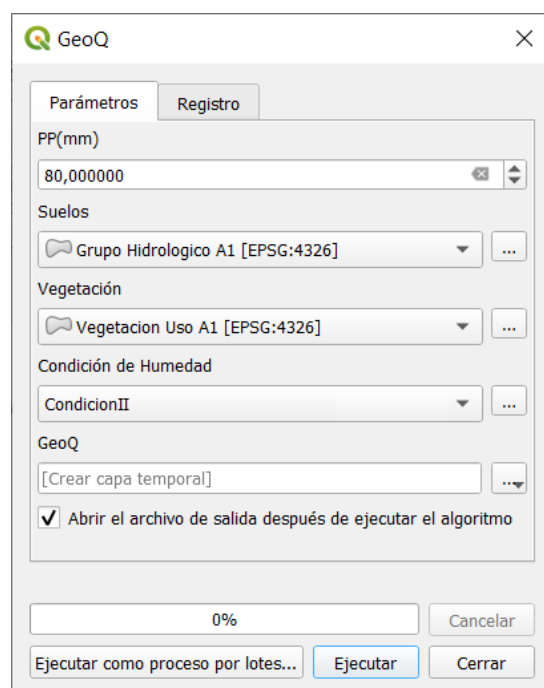 GeoQ
Parámetros Registro
PP(mm)
80,000000
Suelos
Grupo Hidrologico A1 [EPSG:4326]
...
Vegetación
Vegetacion Uso A1 [EPSG:4326]
...
Condición de Humedad
CondicionII
...
GeoQ
[Crear capa temporal]
...
Abrir el archivo de salida después de ejecutar el algoritmo
0%
Cancelar
Ejecutar como proceso por lotes... Ejecutar Cerrar